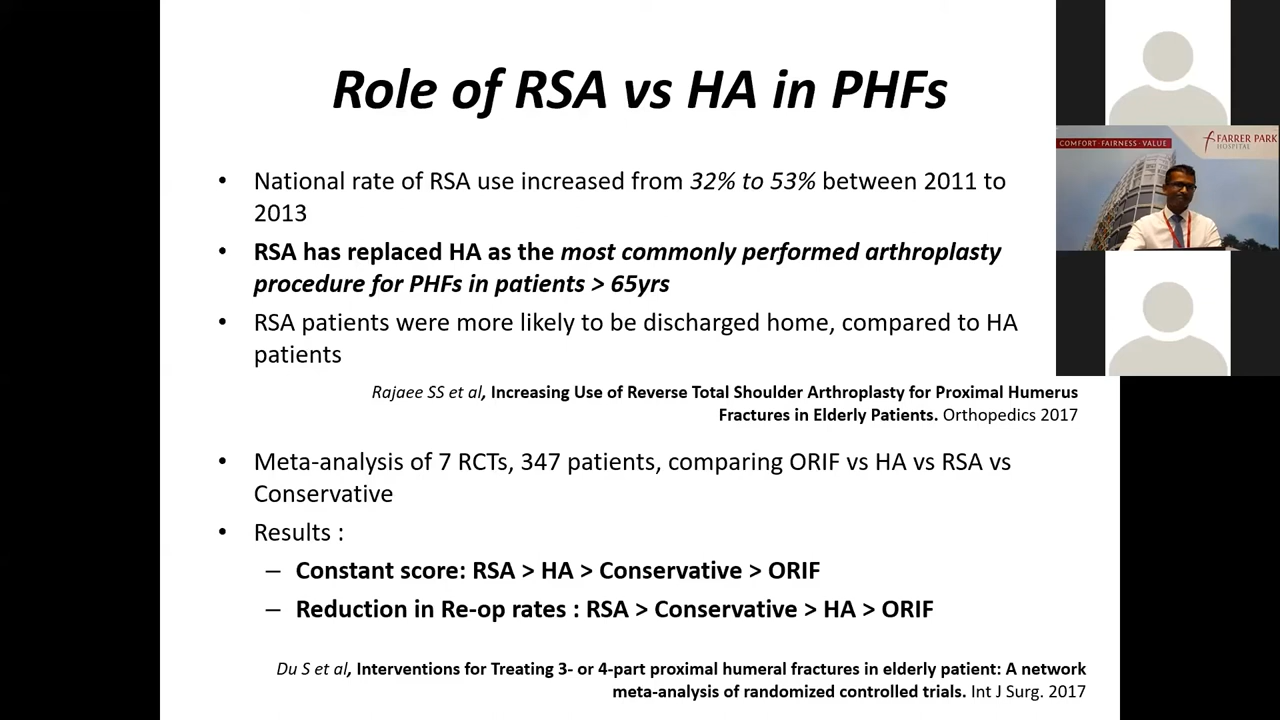 Role of RSA vs HA in PHFs
• National rate of RSA use increased from 32% to 53% between 2011 to
2013
• RSA has replaced HA as the most commonly performed arthroplasty
procedure for PHFs in patients > 65yrs
• RSA patients were more likely to be discharged home, compared to HA
patients
Rajaee SS et al, Increasing Use of Reverse Total Shoulder Arthroplasty for Proximal Humerus
Fractures in Elderly Patients. Orthopedics 2017
• Meta-analysis of 7 RCTs, 347 patients, comparing ORIF vs HA vs RSA vs
Conservative
• Results :
– Constant score: RSA > HA > Conservative > ORIF
– Reduction in Re-op rates : RSA > Conservative > HA > ORIF
Du S et al, Interventions for Treating 3- or 4-part proximal humeral fractures in elderly patient: A network
meta-analysis of randomized controlled trials. Int J Surg. 2017
COMFORT · FAIRNESS · VALUE
FARRER PARK
HOSPITAL